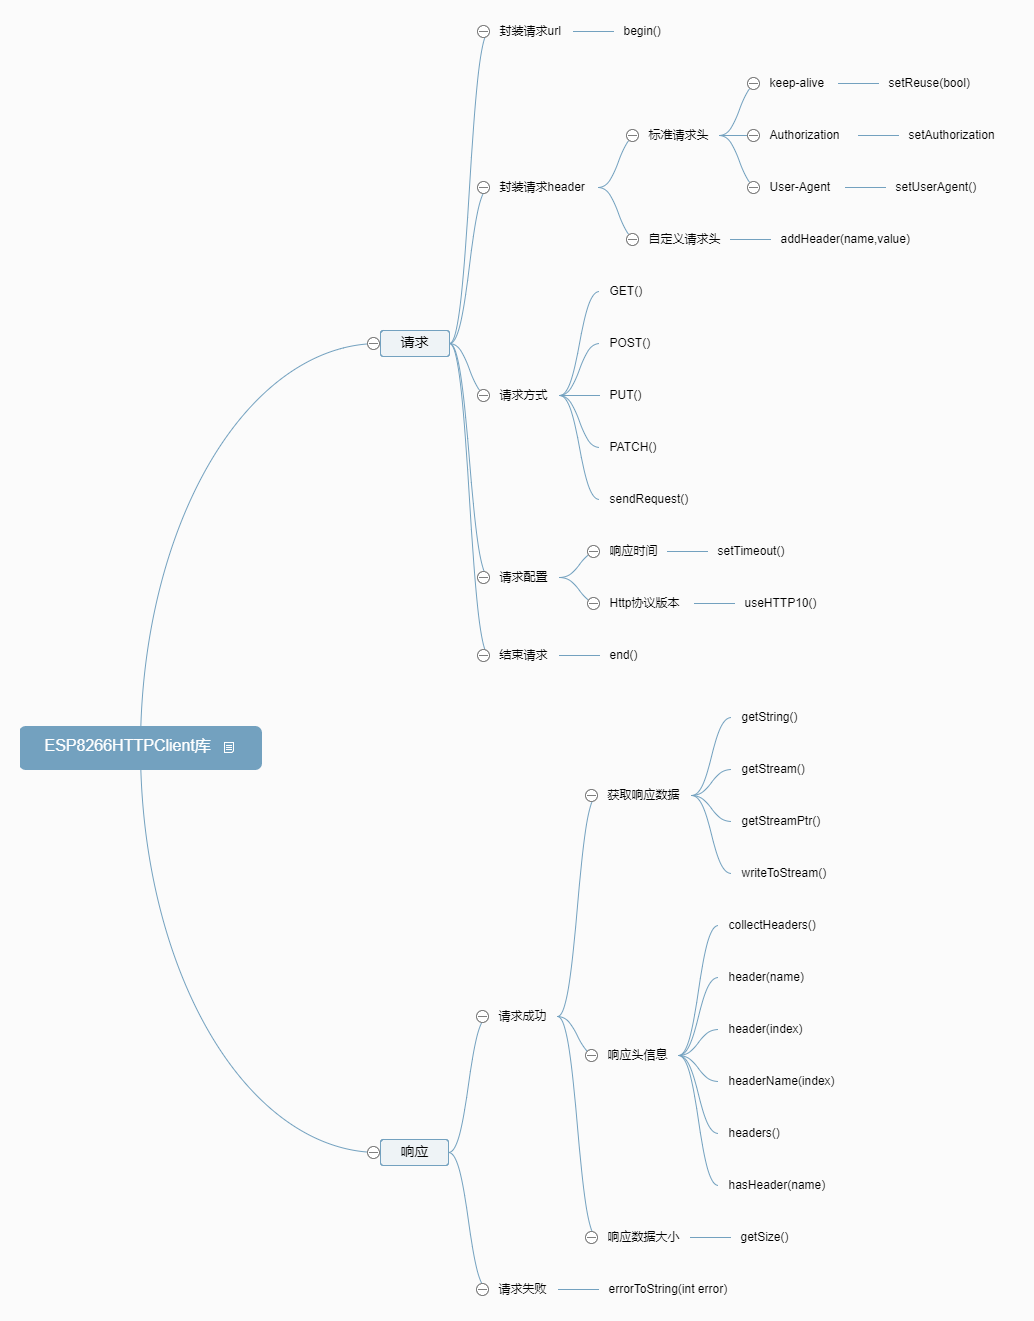 ESP8266HTTPClient库
请求
封装请求url
begin()
封装请求header
标准请求头
keep-alive
setReuse(bool)
Authorization
setAuthorization
User-Agent
setUserAgent()
自定义请求头
addHeader(name,value)
请求方式
GET()
POST()
PUT()
PATCH()
sendRequest()
请求配置
响应时间
setTimeout()
Http协议版本
useHTTP10()
结束请求
end()
响应
请求成功
获取响应数据
getString()
getStream()
getStreamPtr()
writeToStream()
响应头信息
collectHeaders()
header(name)
header(index)
headerName(index)
headers()
hasHeader(name)
响应数据大小
getSize()
请求失败
errorToString(int error)